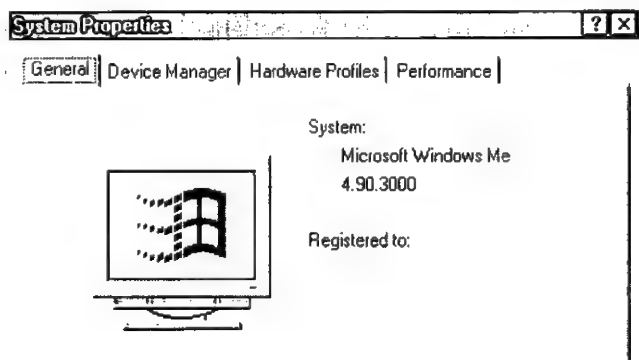 System Properties
? X
General Device Manager Hardware Profiles Performance
System:
Microsoft Windows Me
4.90.3000
Registered to: